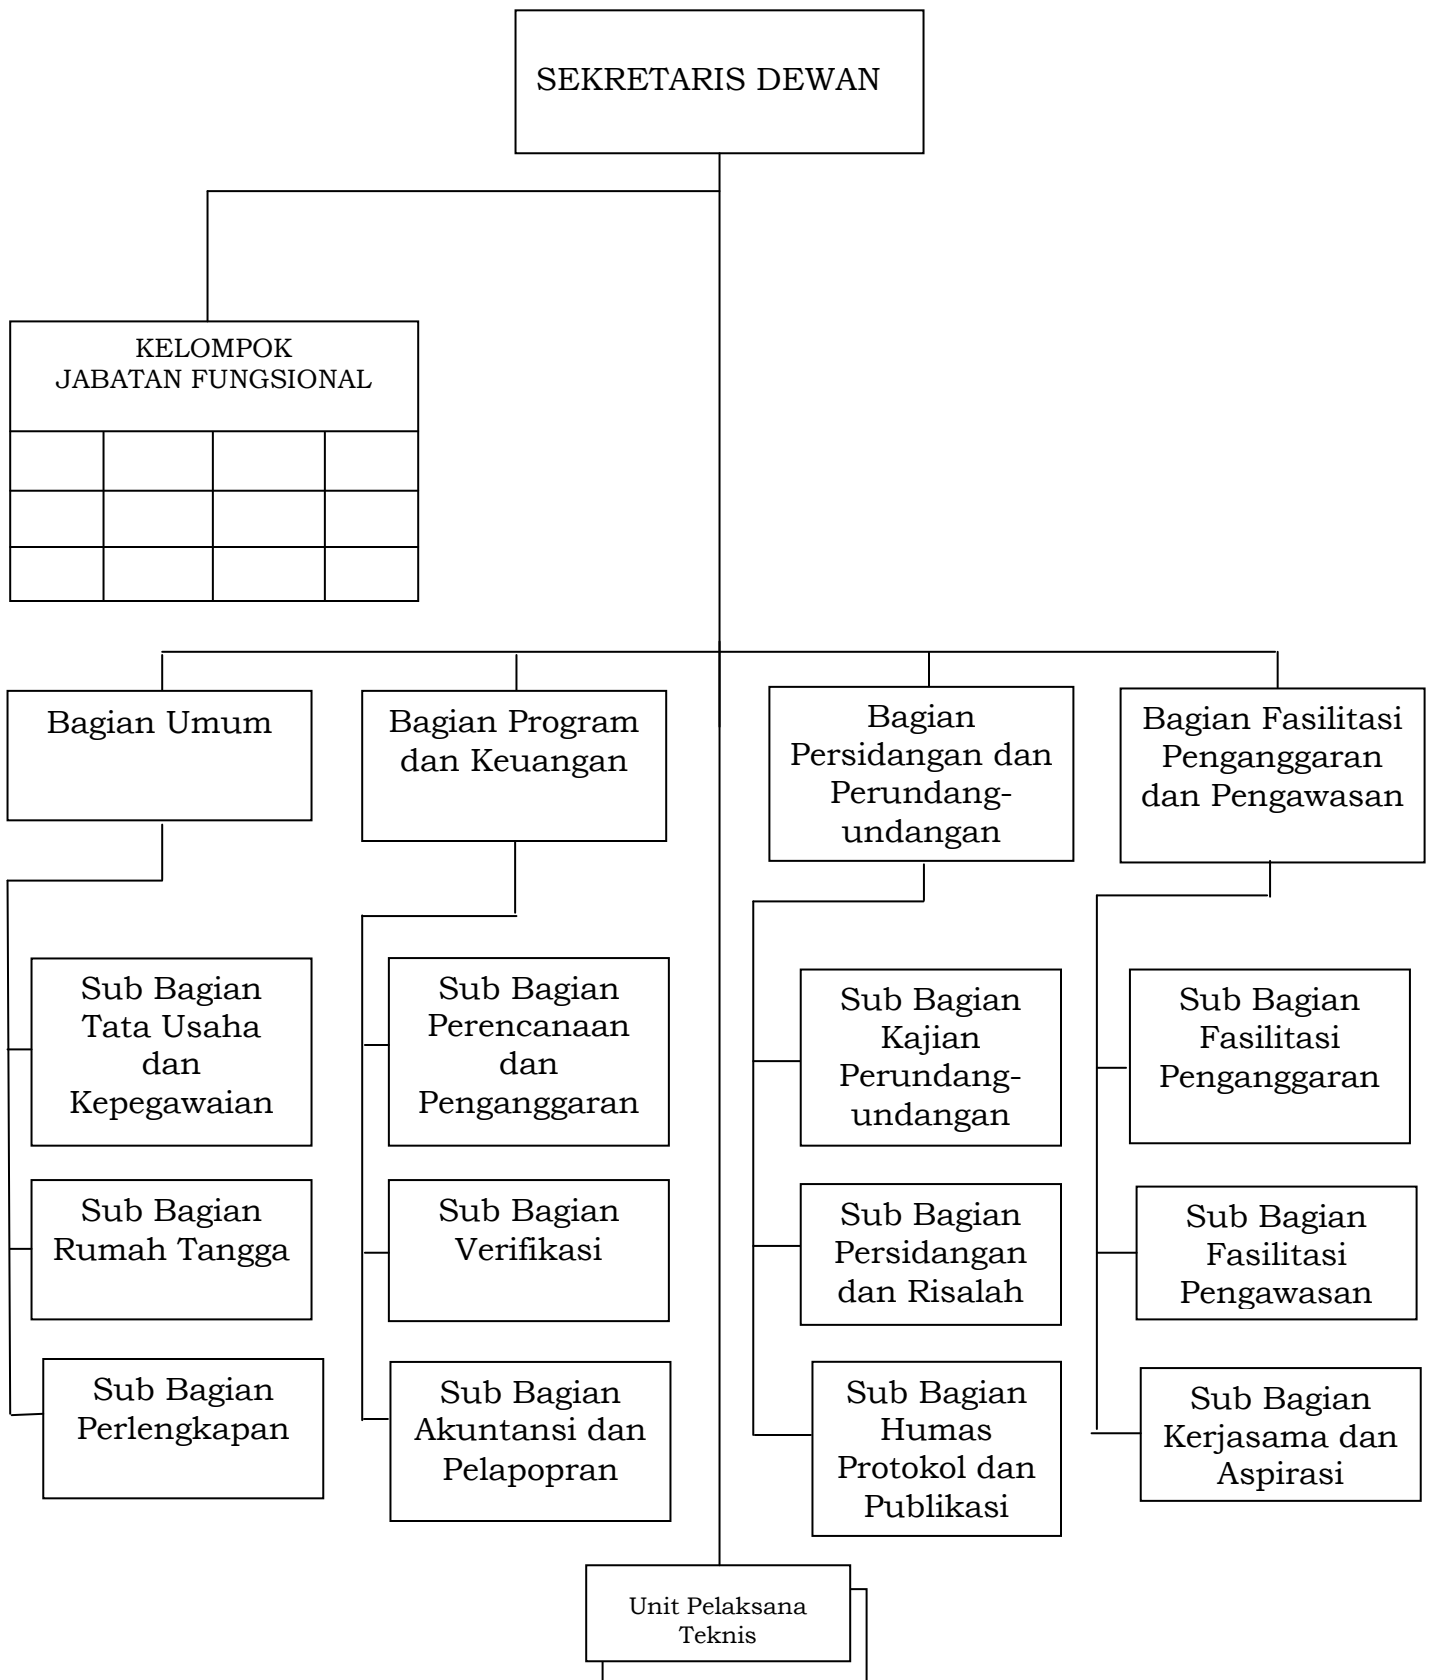 SEKRETARIS DEWAN
KELOMPOK
JABATAN FUNGSIONAL
Bagian Umum
Bagian Program
dan Keuangan
Bagian
Persidangan dan
Perundang-
undangan
Bagian Fasilitasi
Penganggaran
dan Pengawasan
Sub Bagian
Tata Usaha
dan
Kepegawaian
Sub Bagian
Perencanaan
dan
Penganggaran
Sub Bagian
Kajian
Perundang-
undangan
Sub Bagian
Fasilitasi
Penganggaran
Sub Bagian
Rumah Tangga
Sub Bagian
Verifikasi
Sub Bagian
Persidangan
dan Risalah
Sub Bagian
Fasilitasi
Pengawasan
Sub Bagian
Perlengkapan
Sub Bagian
Akuntansi dan
Pelapopran
Sub Bagian
Humas
Protokol dan
Publikasi
Sub Bagian
Kerjasama dan
Aspirasi
Unit Pelaksana
Teknis